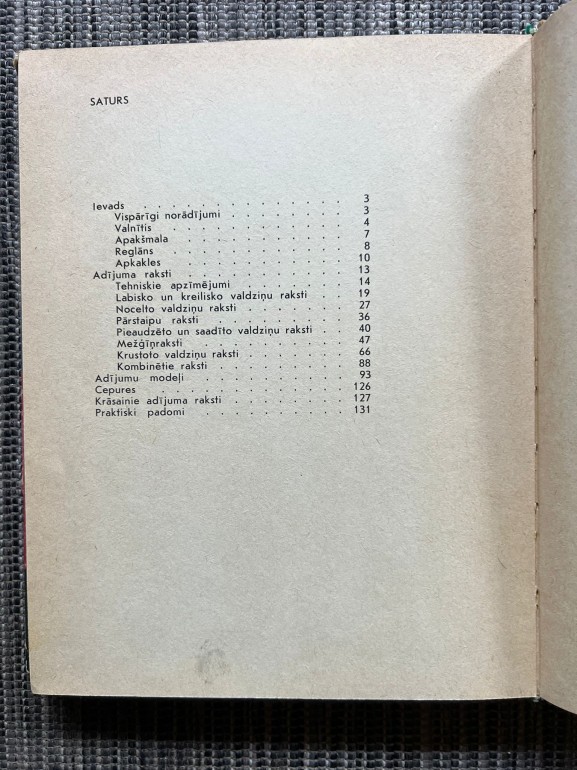 SATURS
Ievads . . . . . . . . . . . . . 3
Vispārīgi norādījumi . . . . . . . 3
Valnītis . . . . . . . . . . . 4
Apakšmala . . . . . . . . . . 7
Reglāns . . . . . . . . . . . 8
Apkakles . . . . . . . . . . . 10
Adījuma raksti . . . . . . . . . . 13
Tehniskie apzīmējumi . . . . . . . 14
Labisko un kreilisko valdziņu raksti . . 19
Nocelto valdziņu raksti . . . . . . 27
Pārstaipu raksti . . . . . . . . 36
Pieaudzēto un saadīto valdziņu raksti . . 40
Mežģīņraksti . . . . . . . . . 47
Krustoto valdziņu raksti . . . . . . 66
Kombinētie raksti . . . . . . . . 88
Adījumu modeļi . . . . . . . . . . 93
Cepures . . . . . . . . . . . . 126
Krāsainie adījuma raksti . . . . . . . 127
Praktiski padomi . . . . . . . . . 131